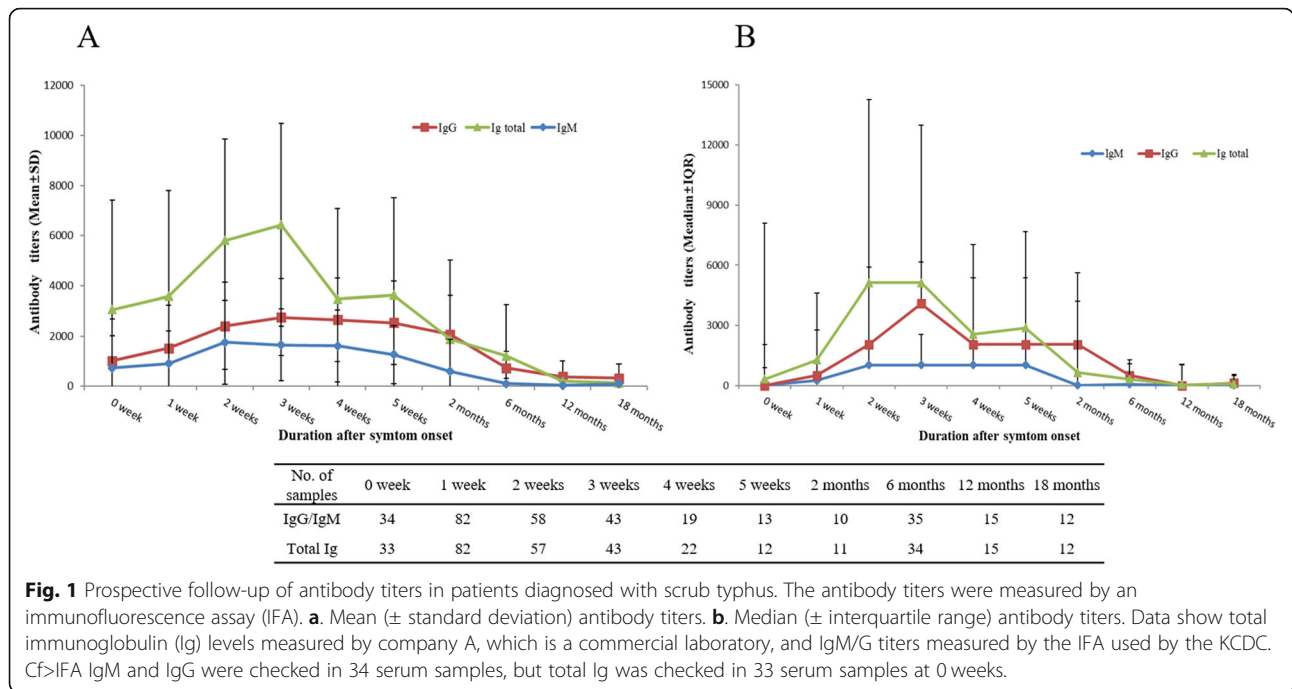 A
12000
10000
8000
6000
4000
2000
0
Antibody titers (Mean±SD)
IgG Ig total IgM
0 week 1 week 2 weeks 3 weeks 4 weeks 5 weeks 2 months 6 months 12 months 18 months
Duration after symtom onset
B
15000
12000
9000
6000
3000
0
Antibody titers (Meadian±IQR)
IgM IgG Ig total
0 week 1 week 2 weeks 3 weeks 4 weeks 5 weeks 2 months 6 months 12 months 18 months
Duration after symtom onset
No. of samples 0 week 1 week 2 weeks 3 weeks 4 weeks 5 weeks 2 months 6 months 12 months 18 months
IgG/IgM 34 82 58 43 19 13 10 35 15 12
Total Ig 33 82 57 43 22 12 11 34 15 12
Fig. 1 Prospective follow-up of antibody titers in patients diagnosed with scrub typhus. The antibody titers were measured by an
immunofluorescence assay (IFA). a. Mean (± standard deviation) antibody titers. b. Median (± interquartile range) antibody titers. Data show total
immunoglobulin (Ig) levels measured by company A, which is a commercial laboratory, and IgM/G titers measured by the IFA used by the KCDC.
Cf>IFA IgM and IgG were checked in 34 serum samples, but total Ig was checked in 33 serum samples at 0 weeks.